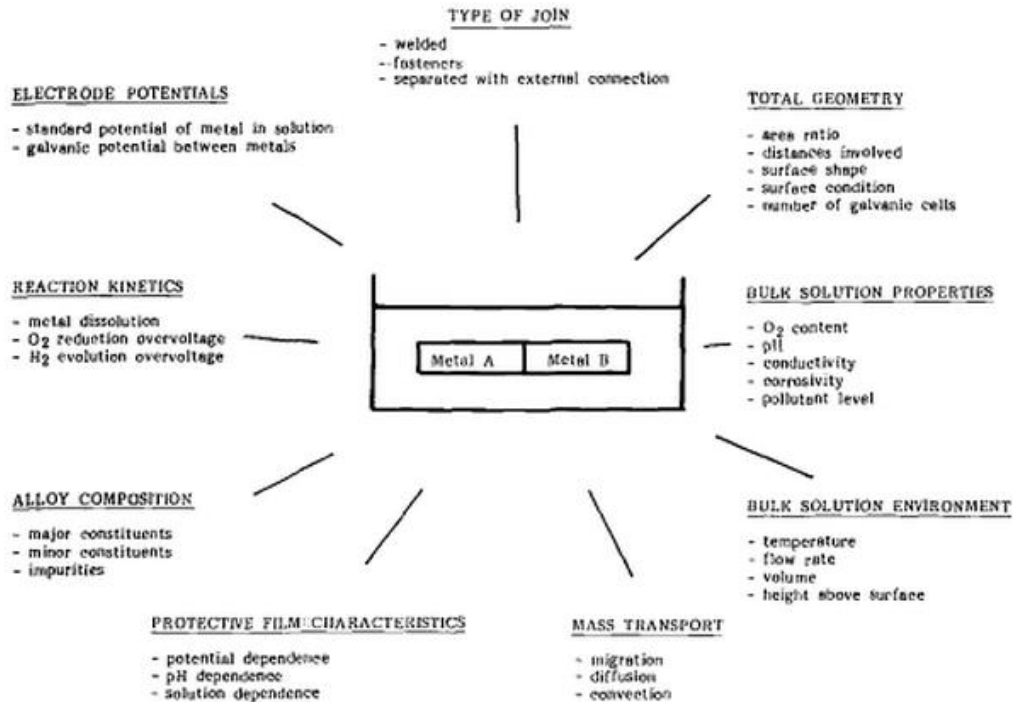 TYPE OF JOIN
- welded
- fasteners
- separated with external connection
ELECTRODE POTENTIALS
- standard potential of metal in solution
- galvanic potential between metals
TOTAL GEOMETRY
- area ratio
- distances involved
- surface shape
- surface condition
- number of galvanic cells
REACTION KINETICS
- metal dissolution
- O2 reduction overvoltage
- H2 evolution overvoltage
Metal A
Metal B
BULK SOLUTION PROPERTIES
- O2 content
- pH
- conductivity
- corrosivity
- pollutant level
ALLOY COMPOSITION
- major constituents
- minor constituents
- impurities
BULK SOLUTION ENVIRONMENT
- temperature
- flow rate
- volume
- height above surface
PROTECTIVE FILM CHARACTERISTICS
- potential dependence
- pH dependence
- solution dependence
MASS TRANSPORT
- migration
- diffusion
- convection